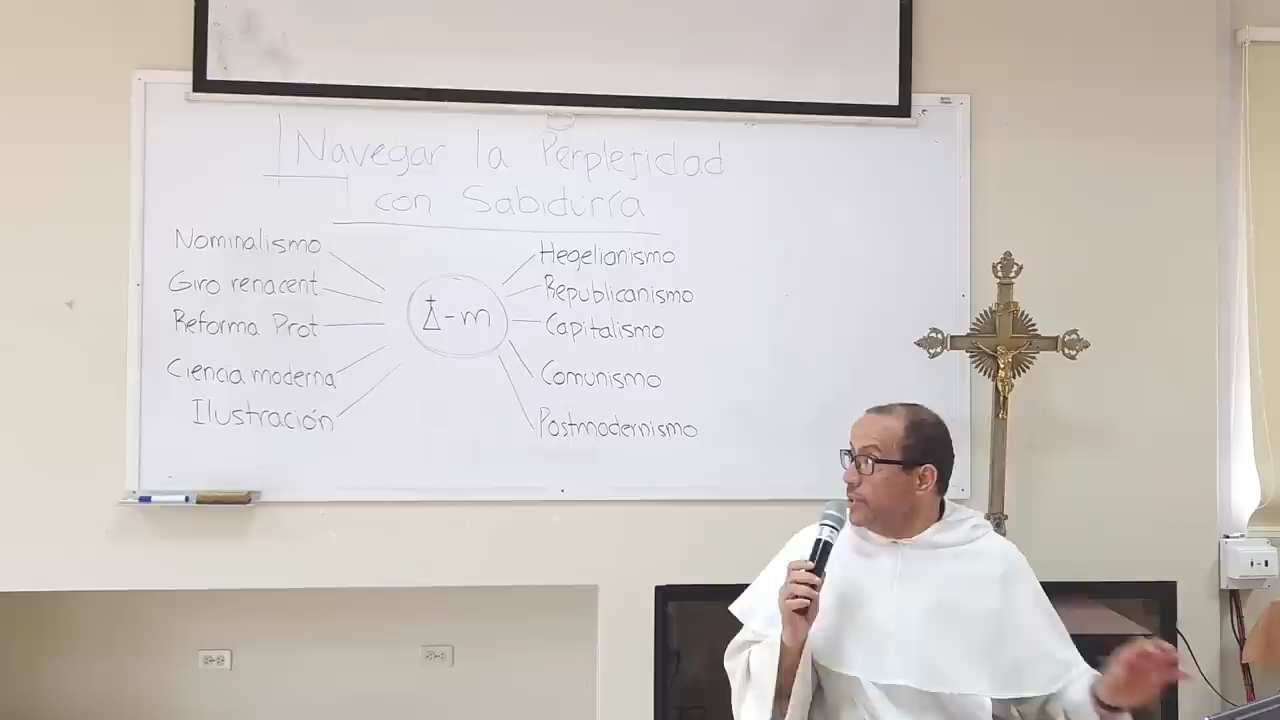 Navegar la Perplejidad
con Sabiduría
Nominalismo
Giro renacent.
Reforma Prot
Ciencia moderna
Ilustración
-m
Hegelianismo
Republicanismo
Capitalismo
Comunismo
Postmodernismo